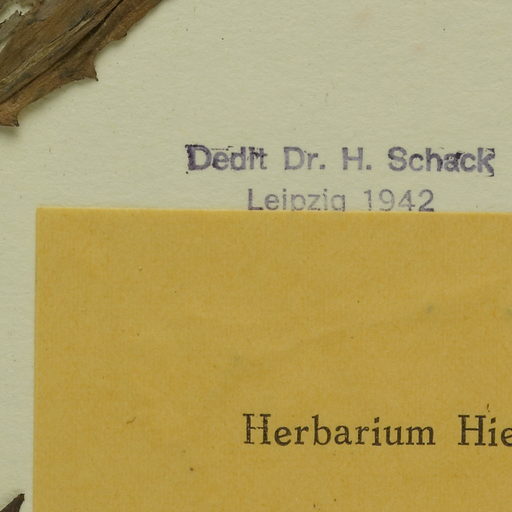 Dedit Dr. H. Schack
Leipzig 1942
Herbarium Hie